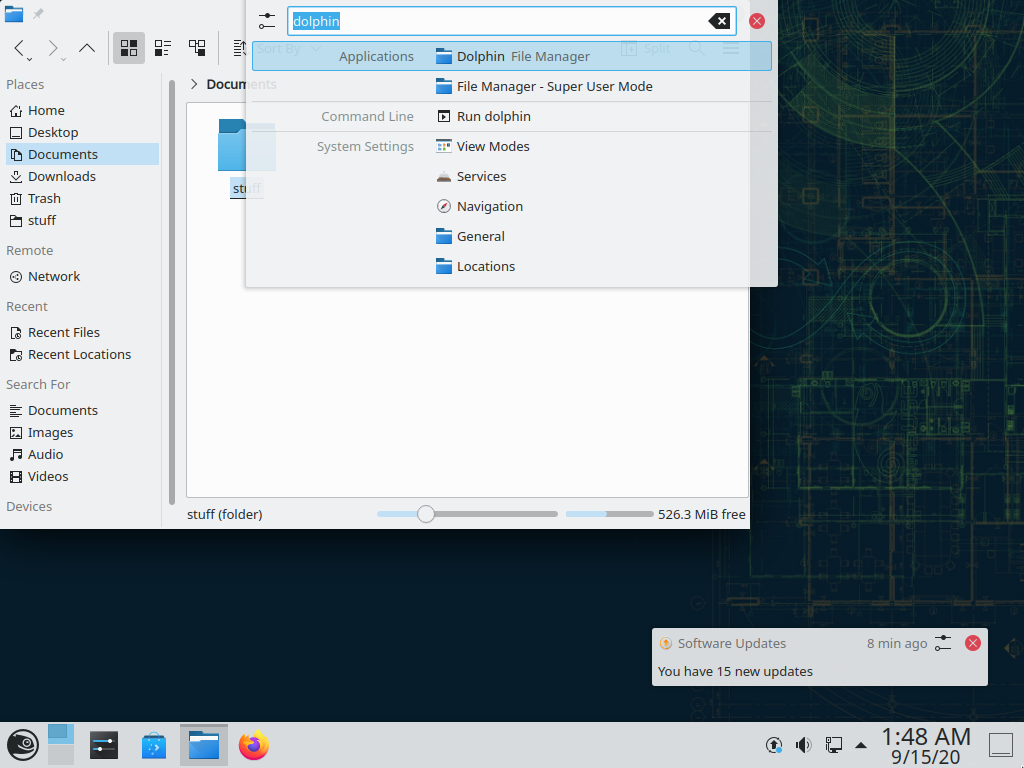 dolphin
Sort By
Split
Applications
Dolphin File Manager
File Manager - Super User Mode
Command Line
Run dolphin
System Settings
View Modes
Services
Navigation
General
Locations
Documents
stuff
Places
Home
Desktop
Documents
Downloads
Trash
stuff
Remote
Network
Recent
Recent Files
Recent Locations
Search For
Documents
Images
Audio
Videos
Devices
stuff (folder)
526.3 MiB free
Software Updates
8 min ago
You have 15 new updates
1:48 AM
9/15/20